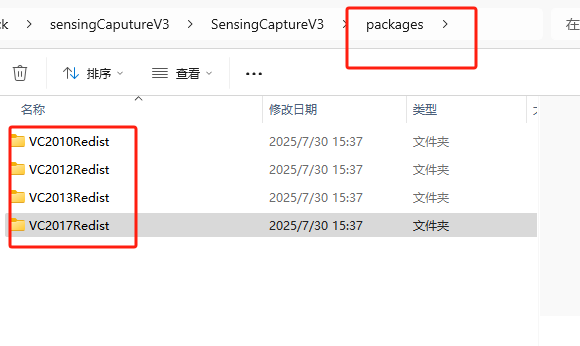 ck > sensingCaputureV3 > SensingCaptureV3 > packages > 在
排序 查看
名称 修改日期 类型
VC2010Redist 2025/7/30 15:37 文件夹
VC2012Redist 2025/7/30 15:37 文件夹
VC2013Redist 2025/7/30 15:37 文件夹
VC2017Redist 2025/7/30 15:37 文件夹